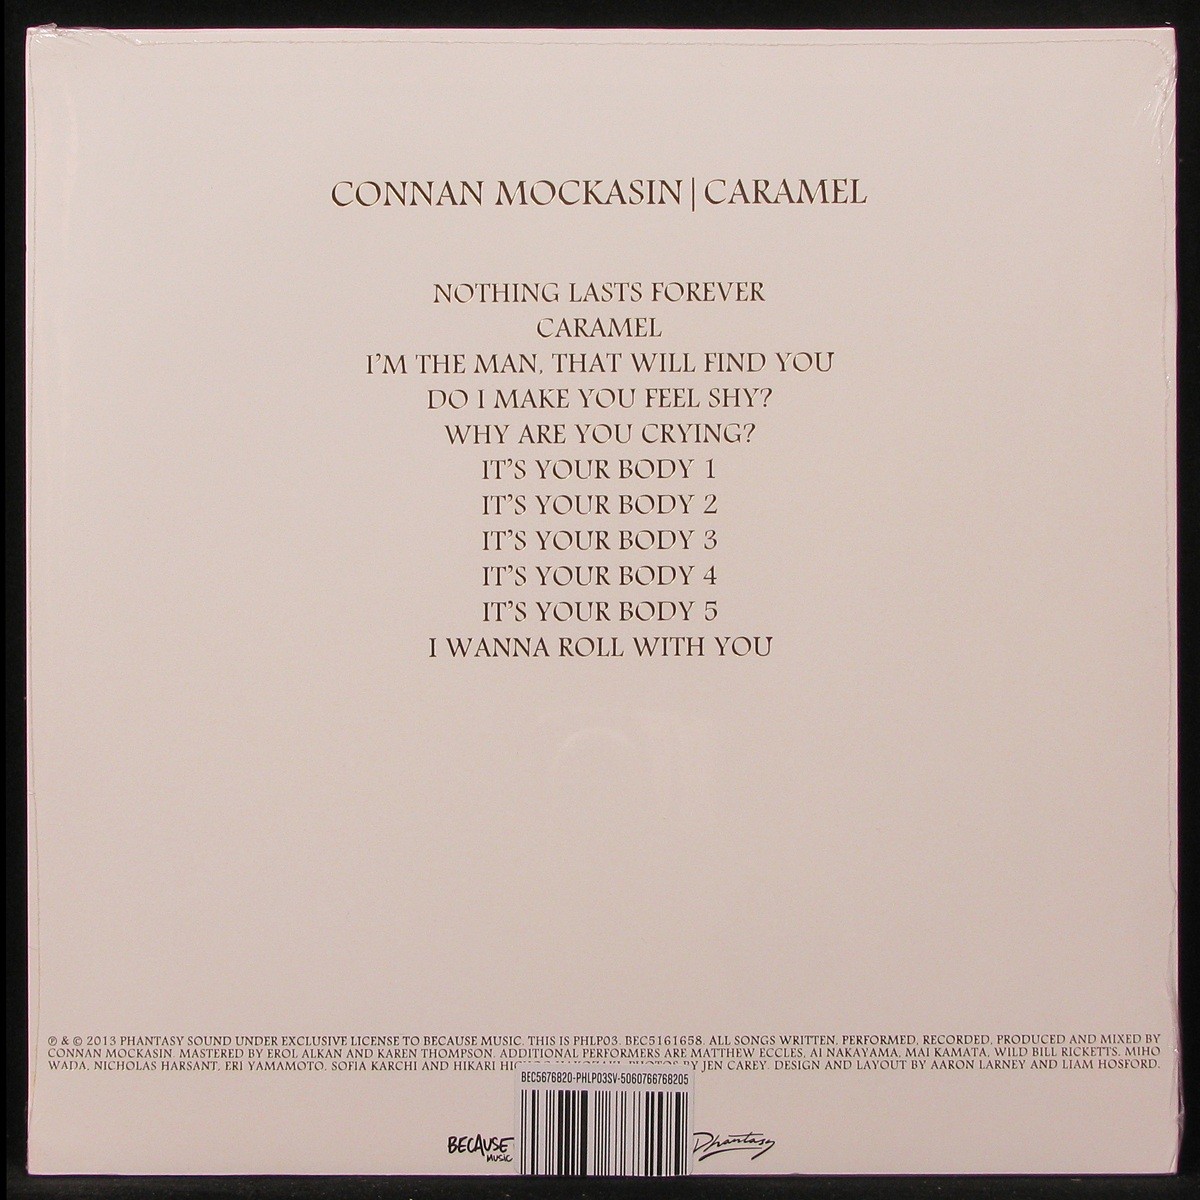 CONNAN MOCKASIN|CARAMEL
NOTHING LASTS FOREVER
CARAMEL
I'M THE MAN, THAT WILL FIND YOU
DO I MAKE YOU FEEL SHY?
WHY ARE YOU CRYING?
IT'S YOUR BODY 1
IT'S YOUR BODY 2
IT'S YOUR BODY 3
IT'S YOUR BODY 4
IT'S YOUR BODY 5
I WANNA ROLL WITH YOU
℗ & © 2013 PHANTASY SOUND UNDER EXCLUSIVE LICENSE TO BECAUSE MUSIC. THIS IS PHLP03. BEC5161658. ALL SONGS WRITTEN, PERFORMED, RECORDED, PRODUCED AND MIXED BY
CONNAN MOCKASIN. MASTERED BY EROL ALKAN AND KAREN THOMPSON. ADDITIONAL PERFORMERS ARE MATTHEW ECCLES, AI NAKAYAMA, MAI KAMATA, WILD BILL RICKETTS, MIHO
WADA, NICHOLAS HARSANT, ERI YAMAMOTO, SOFIA KARCHI AND HIKARI PHOTOS BY JEN CAREY. DESIGN AND LAYOUT BY AARON LARNEY AND LIAM HOSFORD.
BEC5676820-PHLP03SV-5060766768205
BECAUSE
MUSIC
Phantasy